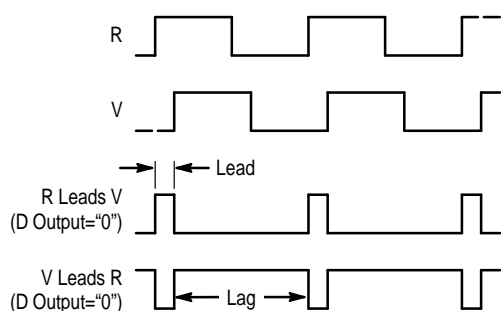 R
V
Lead
R Leads V
(D Output=“0”)
V Leads R
(D Output=“0”)
Lag